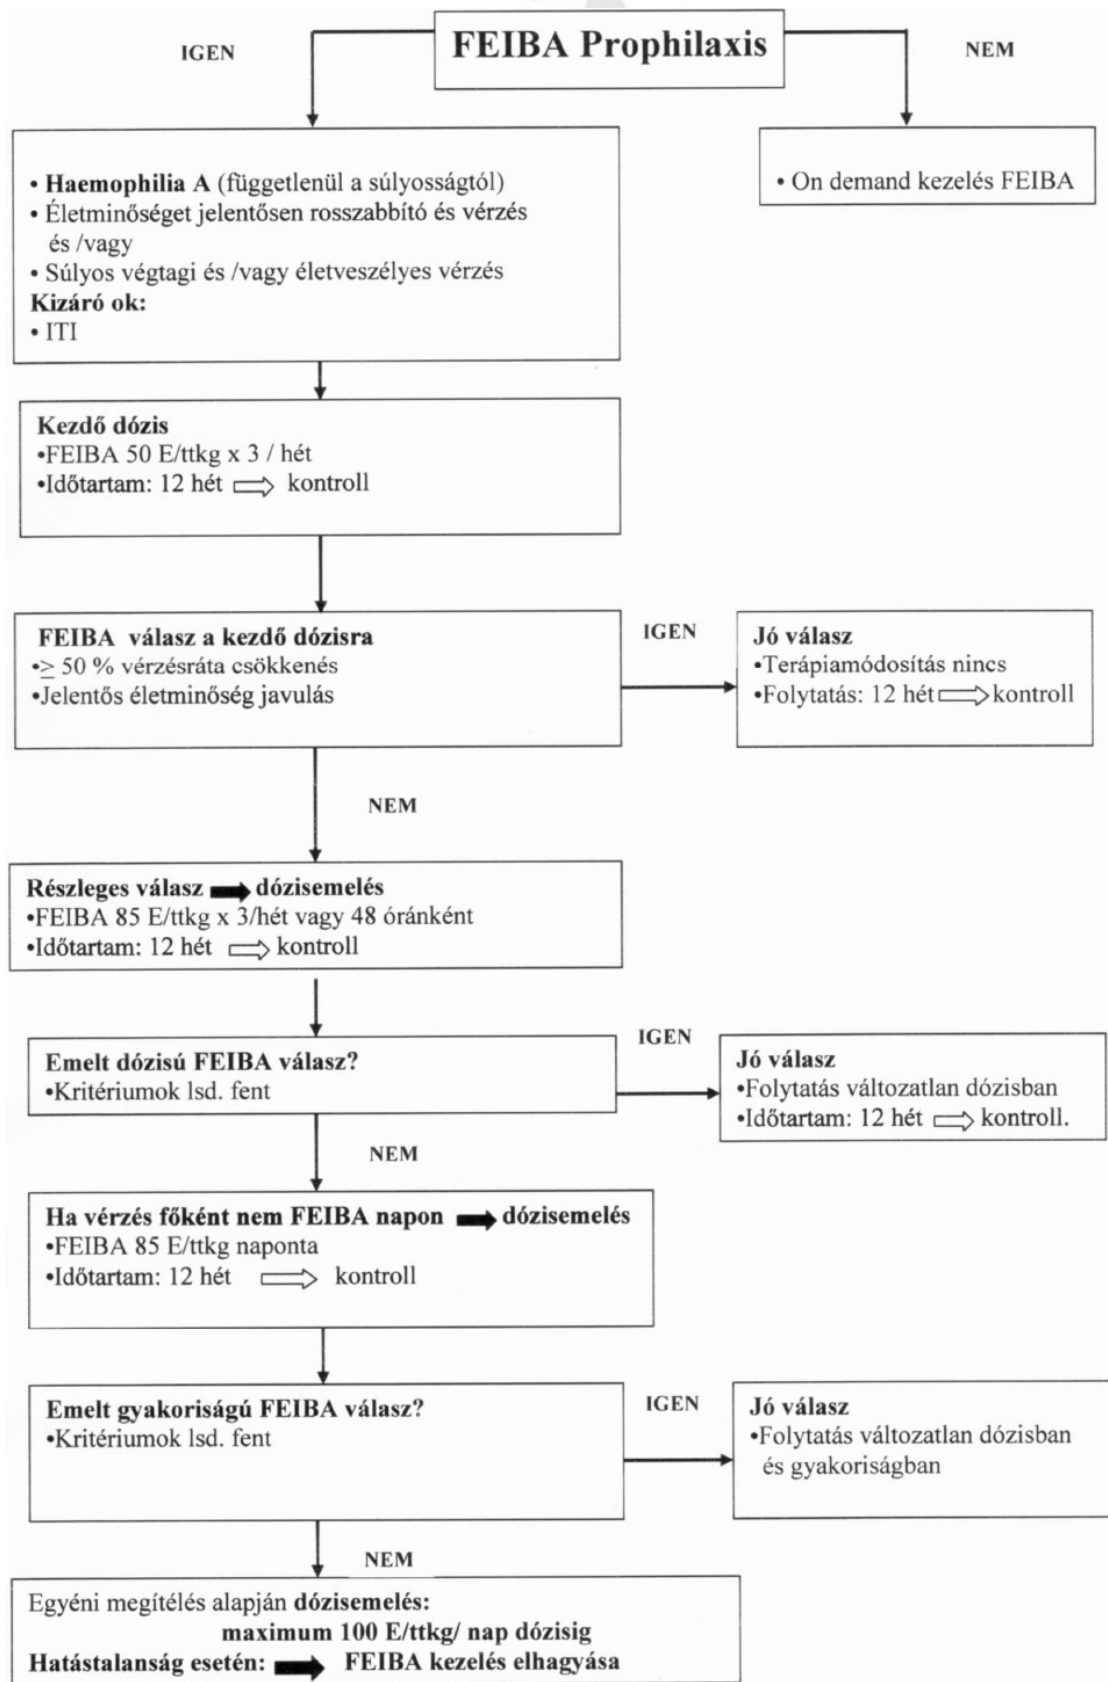 FEIBA Prophilaxis
IGEN
NEM
• Haemophilia A (függetlenül a súlyosságtól)
• Életminőséget jelentősen rosszabbító és vérzés
és /vagy
• Súlyos végtagi és /vagy életveszélyes vérzés
Kizáró ok:
• ITI
• On demand kezelés FEIBA
Kezdő dózis
•FEIBA 50 E/ttkg x 3 / hét
•Időtartam: 12 hét ⇨ kontroll
FEIBA válasz a kezdő dózisra
•≥ 50 % vérzésráta csökkenés
•Jelentős életminőség javulás
IGEN
Jó válasz
•Terápiamódosítás nincs
•Folytatás: 12 hét ⇨ kontroll
NEM
Részleges válasz ➡ dózisemelés
•FEIBA 85 E/ttkg x 3/hét vagy 48 óránként
•Időtartam: 12 hét ⇨ kontroll
Emelt dózisú FEIBA válasz?
•Kritériumok lsd. fent
IGEN
Jó válasz
•Folytatás változatlan dózisban
•Időtartam: 12 hét ⇨ kontroll.
NEM
Ha vérzés főként nem FEIBA napon ➡ dózisemelés
•FEIBA 85 E/ttkg naponta
•Időtartam: 12 hét ⇨ kontroll
Emelt gyakoriságú FEIBA válasz?
•Kritériumok lsd. fent
IGEN
Jó válasz
•Folytatás változatlan dózisban
és gyakoriságban
NEM
Egyéni megítélés alapján dózisemelés:
maximum 100 E/ttkg/ nap dózisig
Hatástalanság esetén: ➡ FEIBA kezelés elhagyása